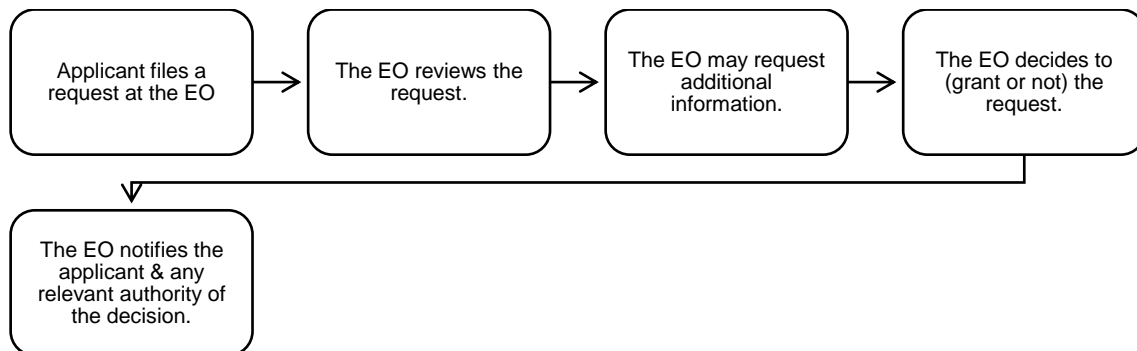 Applicant files a
request at the EO
The EO reviews the
request.
The EO may request
additional
information.
The EO decides to
(grant or not) the
request.
The EO notifies the
applicant & any
relevant authority of
the decision.